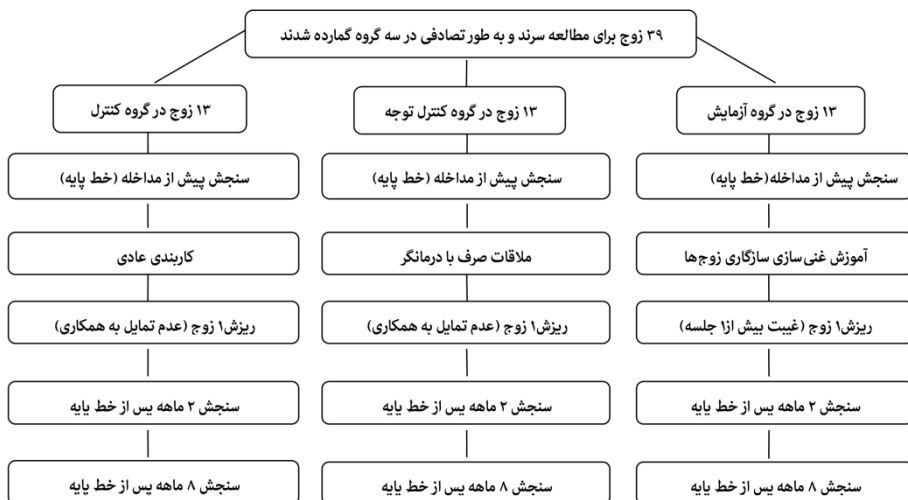 ۳۹ زوج برای مطالعه سرند و به طور تصادفی در سه گروه گمارده شدند
۱۳ زوج در گروه آزمایش
۱۳ زوج در گروه کنترل توجه
۱۳ زوج در گروه کنترل
سنجش پیش از مداخله(خط پایه)
سنجش پیش از مداخله (خط پایه)
سنجش پیش از مداخله (خط پایه)
آموزش غنی‌سازی سازگاری زوج‌ها
ملاقات صرف با درمانگر
کاربندی عادی
ریزش۱ زوج (غیبت بیش از۱ جلسه)
ریزش۱ زوج (عدم تمایل به همکاری)
ریزش۱ زوج (عدم تمایل به همکاری)
سنجش ۲ ماهه پس از خط پایه
سنجش ۲ ماهه پس از خط پایه
سنجش ۲ ماهه پس از خط پایه
سنجش ۸ ماهه پس از خط پایه
سنجش ۸ ماهه پس از خط پایه
سنجش ۸ ماهه پس از خط پایه